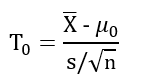 T₀ = (X̅ - μ₀) / (s/√n)